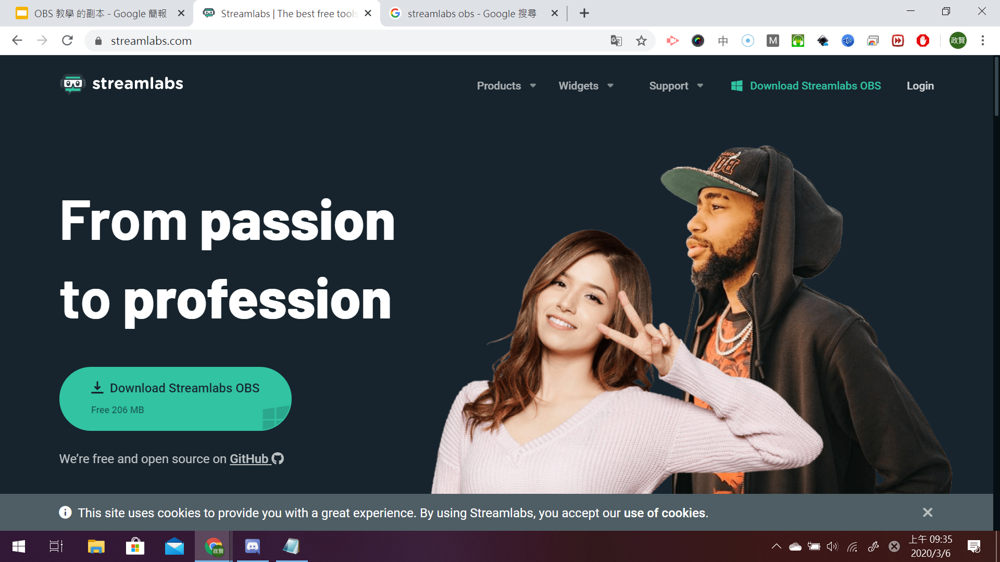 OBS 教學 的副本 - Google 簡報
Streamlabs | The best free tools
streamlabs obs - Google 搜尋
streamlabs.com
中
M
政賢
streamlabs
Products
Widgets
Support
Download Streamlabs OBS
Login
From passion
to profession
Download Streamlabs OBS
Free 206 MB
We’re free and open source on GitHub
This site uses cookies to provide you with a great experience. By using Streamlabs, you accept our use of cookies.
政賢
上午 09:35
2020/3/6